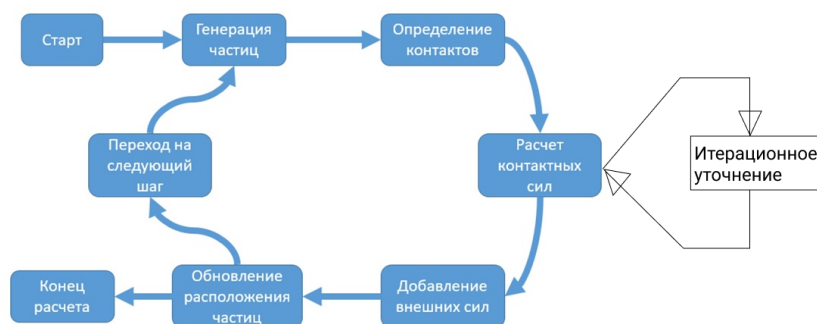 Старт
Генерация
частиц
Определение
контактов
Переход на
следующий
шаг
Расчет
контактных
сил
Итерационное
уточнение
Конец
расчета
Обновление
расположения
частиц
Добавление
внешних сил